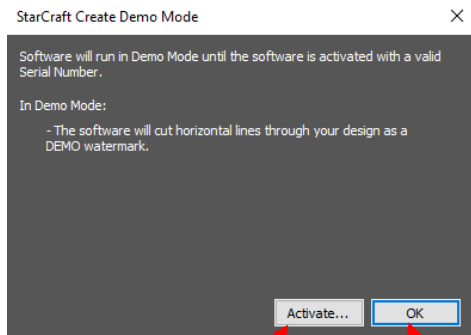 StarCraft Create Demo Mode
Software will run in Demo Mode until the software is activated with a valid
Serial Number.
In Demo Mode:
- The software will cut horizontal lines through your design as a
DEMO watermark.
Activate... OK